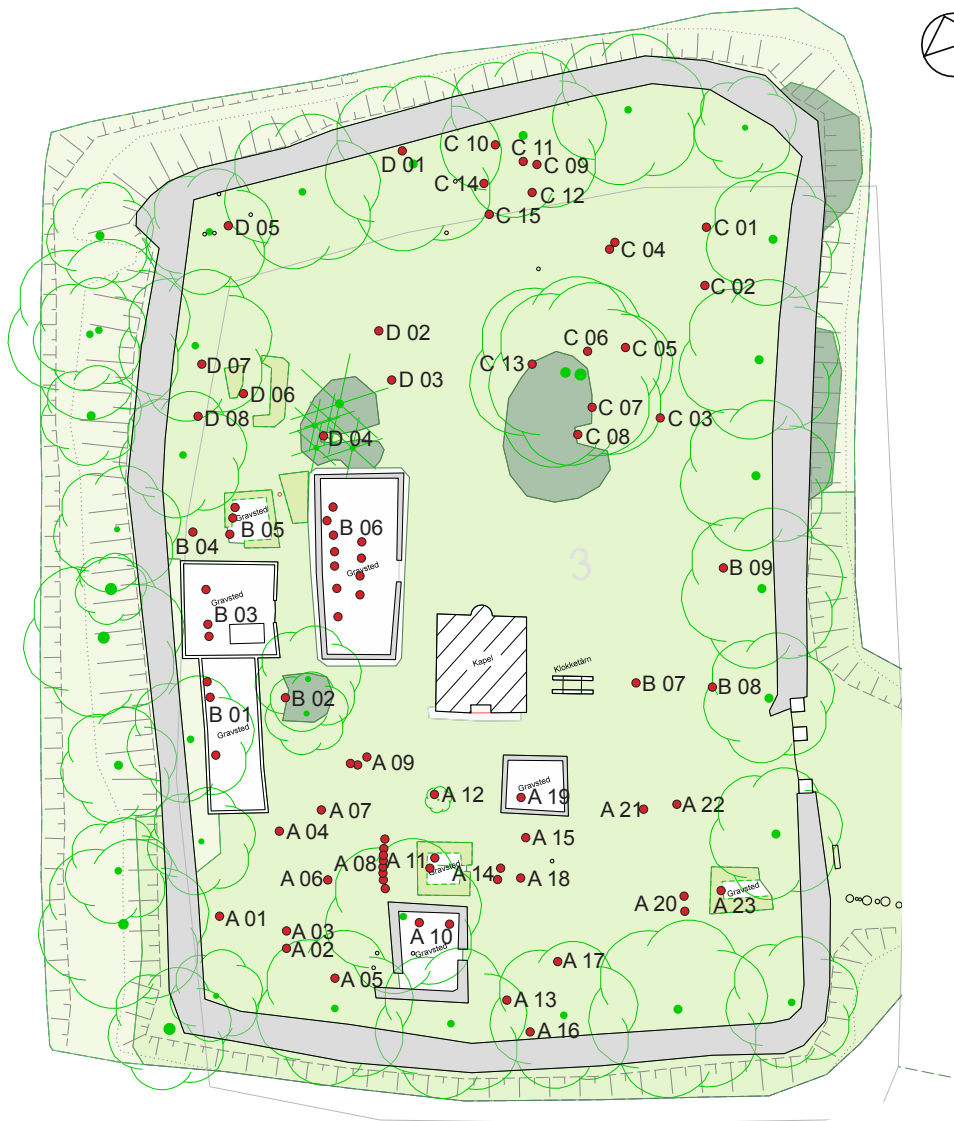 C 10
C 11
D 01
C 09
C 14
C 12
C 15
D 05
C 01
C 04
C 02
D 02
C 06
C 05
D 07
C 13
D 03
D 06
C 07
D 08
C 03
D 04
C 08
Gravsted
B 05
B 06
B 04
3
Gravsted
B 09
Gravsted
B 03
Kapel
Klokketårn
B 07
B 08
B 02
B 01
Gravsted
A 09
Gravsted
A 12
A 19
A 07
A 21
A 22
A 04
A 15
A 08
A 11
Gravsted
A 14
A 06
A 18
Gravsted
A 20
A 23
A 01
A 03
A 10
A 02
Gravsted
A 17
A 05
A 13
A 16